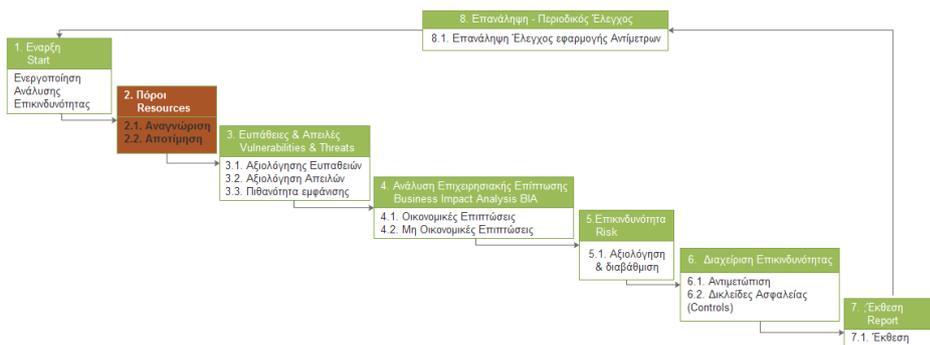 8. Επανάληψη - Περιοδικός Έλεγχος
8.1. Επανάληψη Έλεγχος εφαρμογής Αντίμετρων
1. Εναρξη
Start
Ενεργοποίηση
Ανάλυσης
Επικινδυνότητας
2. Πόροι
Resources
2.1. Αναγνώριση
2.2. Αποτίμηση
3. Ευπάθειες & Απειλές
Vulnerabilities & Threats
3.1. Αξιολόγησης Ευπαθειών
3.2. Αξιολόγηση Απειλών
3.3. Πιθανότητα εμφάνισης
4. Ανάλυση Επιχειρησιακής Επίπτωσης
Business Impact Analysis BIA
4.1. Οικονομικές Επιπτώσεις
4.2. Μη Οικονομικές Επιπτώσεις
5.Επικινδυνότητα
Risk
5.1. Αξιολόγηση
& διαβάθμιση
6. Διαχείριση Επικινδυνότητας
6.1. Αντιμετώπιση
6.2. Δικλείδες Ασφαλείας
(Controls)
7. ;Έκθεση
Report
7.1. Έκθεση